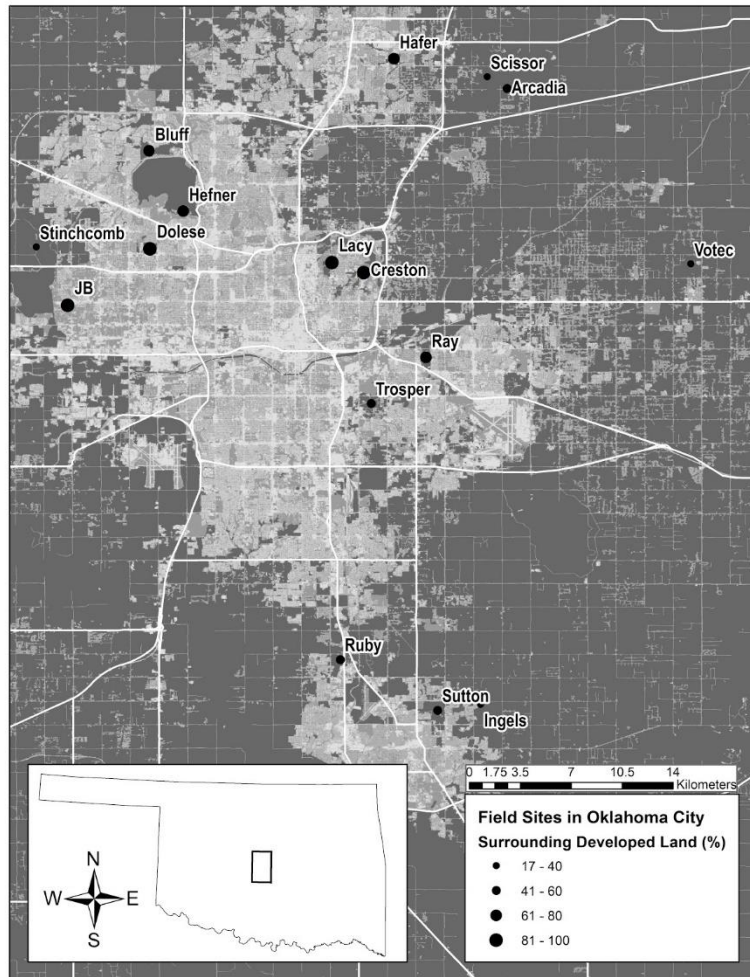 Hafer
Scissor
Arcadia
Bluff
Hefner
Stinchcomb
Dolese
Lacy
Creston
Votec
JB
Ray
Trosper
Ruby
Sutton
Ingels
0 1.75 3.5 7 10.5 14
Kilometers
Field Sites in Oklahoma City
Surrounding Developed Land (%)
17 - 40
41 - 60
61 - 80
81 - 100
N
W E
S